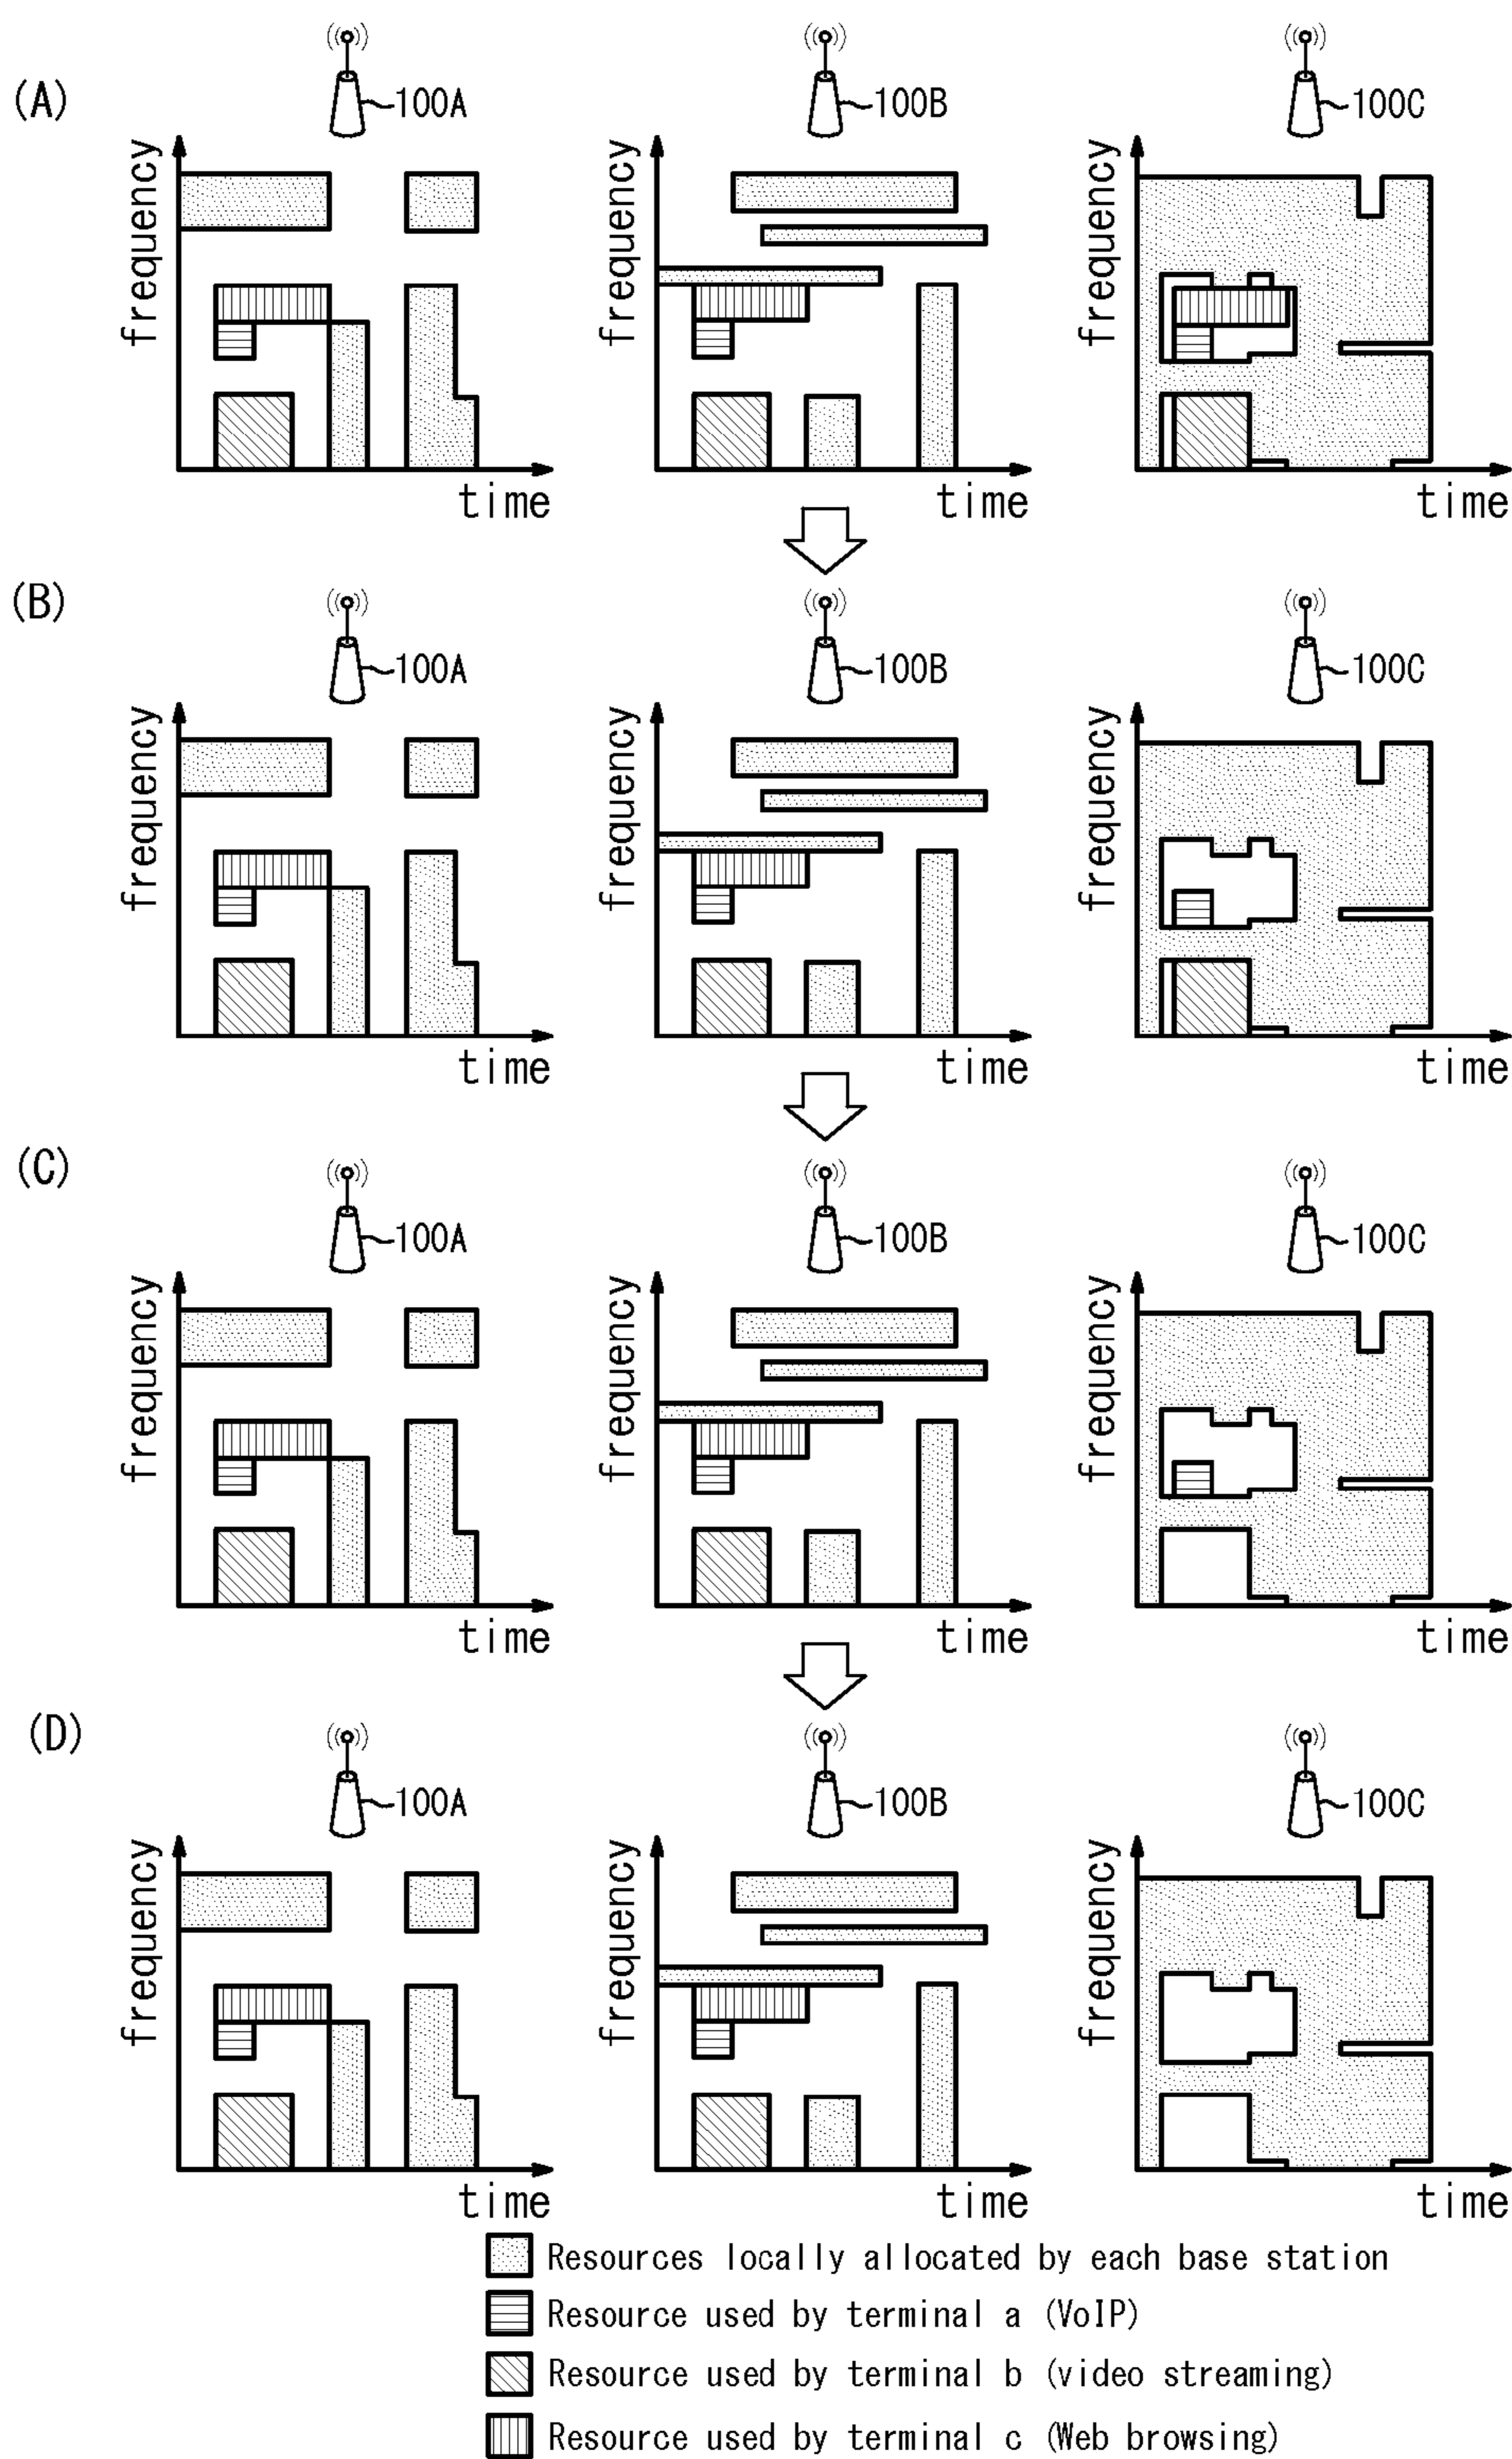 (A)
100A
100B
100C
frequency
frequency
frequency
time
time
time
(B)
100A
100B
100C
frequency
frequency
frequency
time
time
time
(C)
100A
100B
100C
frequency
frequency
frequency
time
time
time
(D)
100A
100B
100C
frequency
frequency
frequency
time
time
time
Resources locally allocated by each base station
Resource used by terminal a (VoIP)
Resource used by terminal b (video streaming)
Resource used by terminal c (Web browsing)